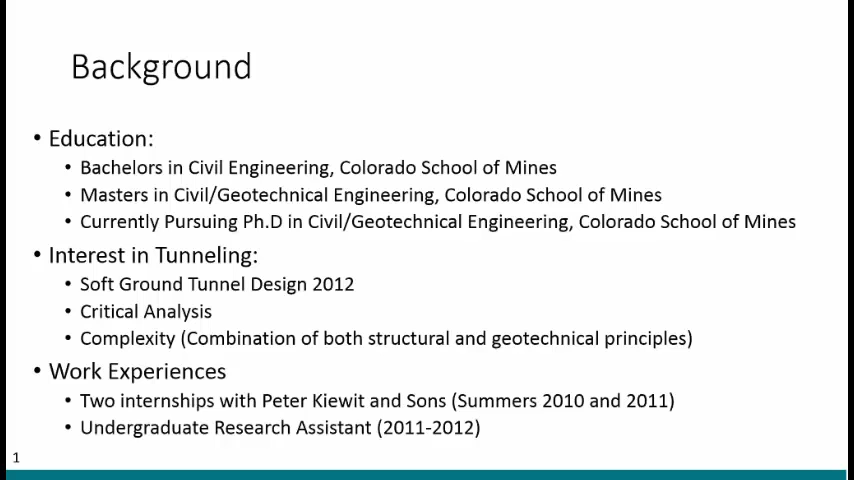 Background
• Education:
• Bachelors in Civil Engineering, Colorado School of Mines
• Masters in Civil/Geotechnical Engineering, Colorado School of Mines
• Currently Pursuing Ph.D in Civil/Geotechnical Engineering, Colorado School of Mines
• Interest in Tunneling:
• Soft Ground Tunnel Design 2012
• Critical Analysis
• Complexity (Combination of both structural and geotechnical principles)
• Work Experiences
• Two internships with Peter Kiewit and Sons (Summers 2010 and 2011)
• Undergraduate Research Assistant (2011-2012)
1